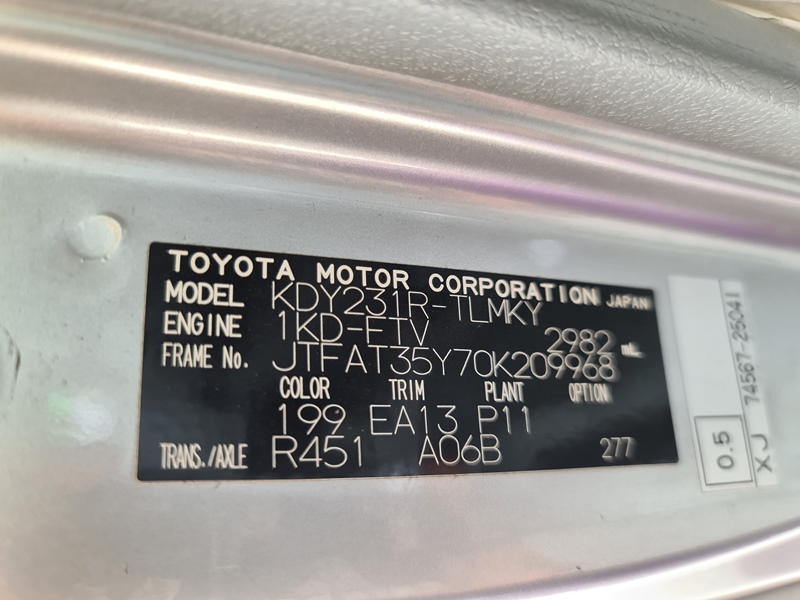 TOYOTA MOTOR CORPORATION JAPAN
MODEL KDY231R-TLMKY
ENGINE 1KD-FTV 2982 mL
FRAME No. JTFAT35Y70K209968
COLOR TRIM PLANT OPTION
199 EA13 P11
TRANS./AXLE R451 A06B 277
74567-25041
0.5 XJ